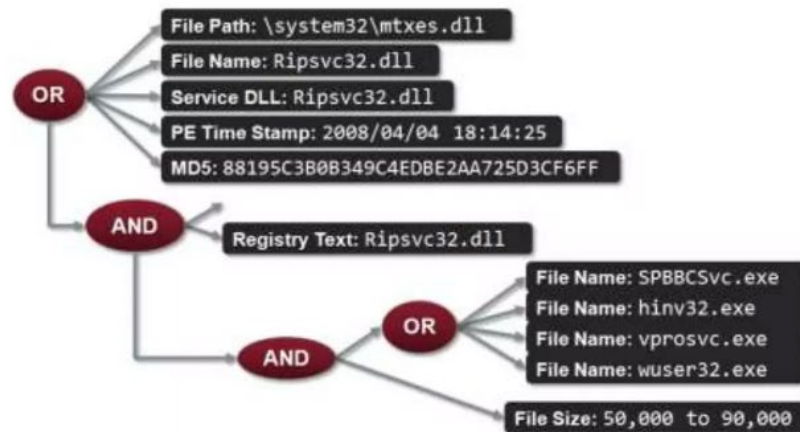 File Path: \system32\mtxes.dll
File Name: Ripsvc32.dll
OR
Service DLL: Ripsvc32.dll
PE Time Stamp: 2008/04/04 18:14:25
MD5: 88195C3B0B349C4EDBE2AA725D3CF6FF
AND
Registry Text: Ripsvc32.dll
File Name: SPBBCSvc.exe
File Name: hinv32.exe
OR
File Name: vprosvc.exe
AND
File Name: wuser32.exe
File Size: 50,000 to 90,000